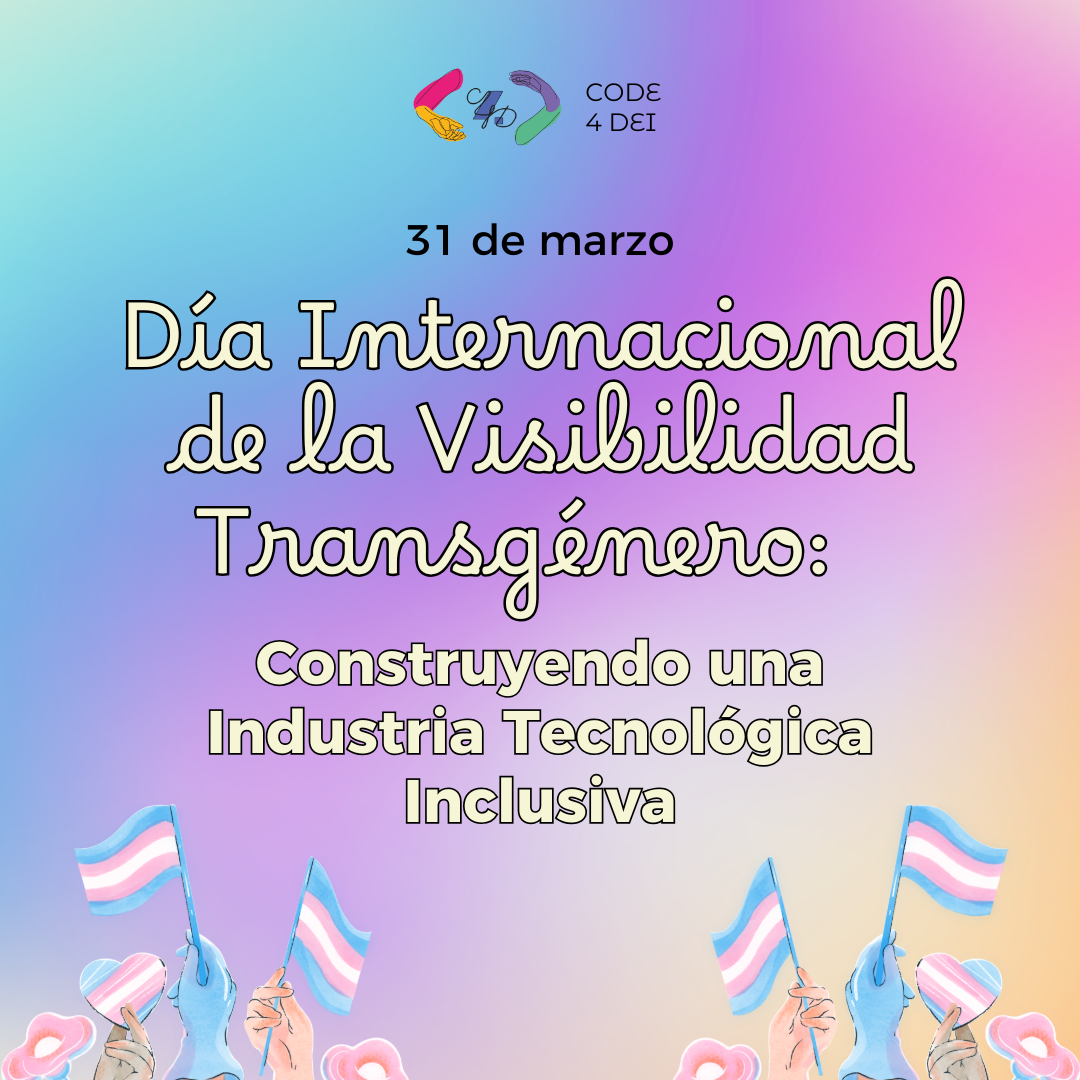 CODE
4 DEI
31 de marzo
Día Internacional
de la Visibilidad
Transgénero:
Construyendo una
Industria Tecnológica
Inclusiva